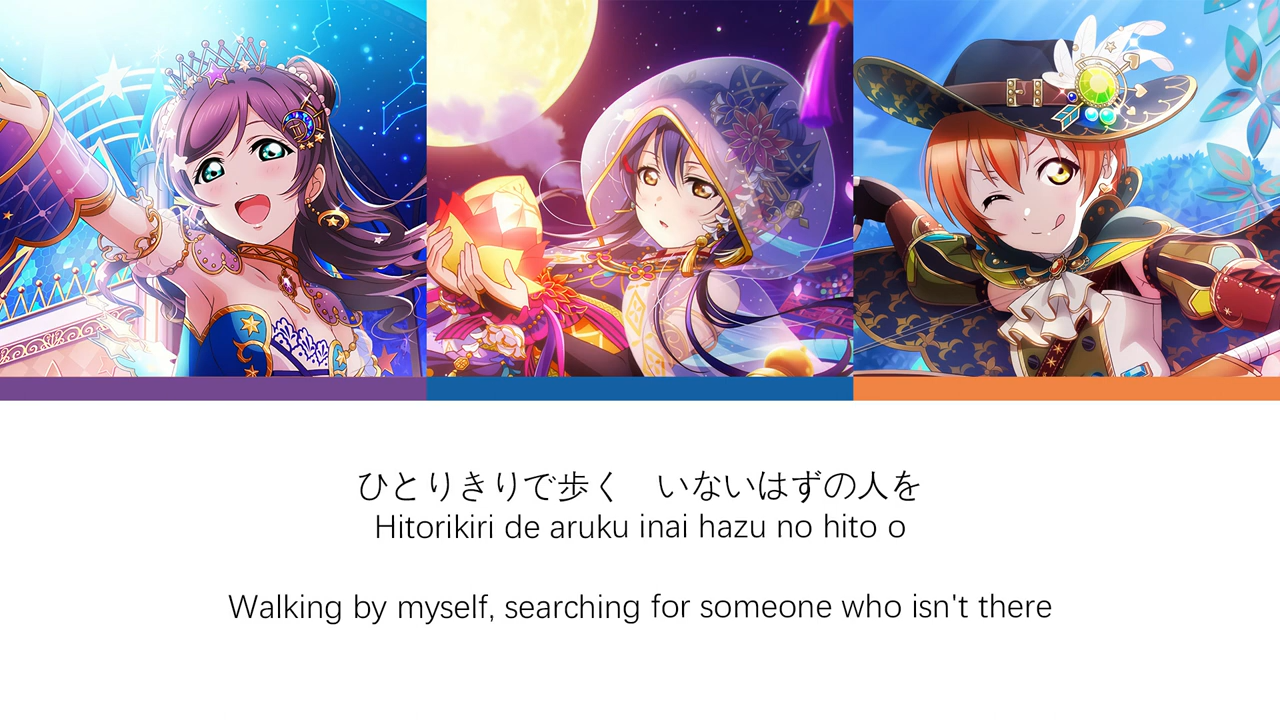 ひとりきりで歩く　いないはずの人を
Hitorikiri de aruku inai hazu no hito o
Walking by myself, searching for someone who isn't there